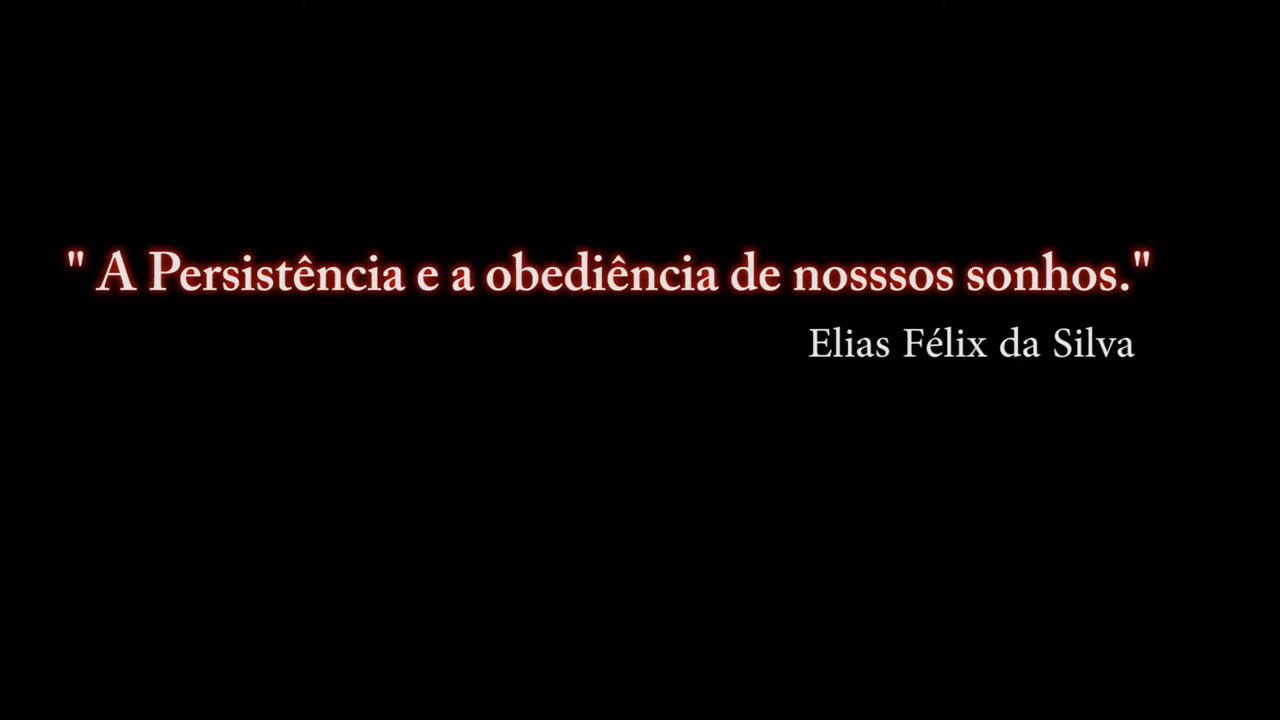 " A Persistência e a obediência de nosssos sonhos."
Elias Félix da Silva